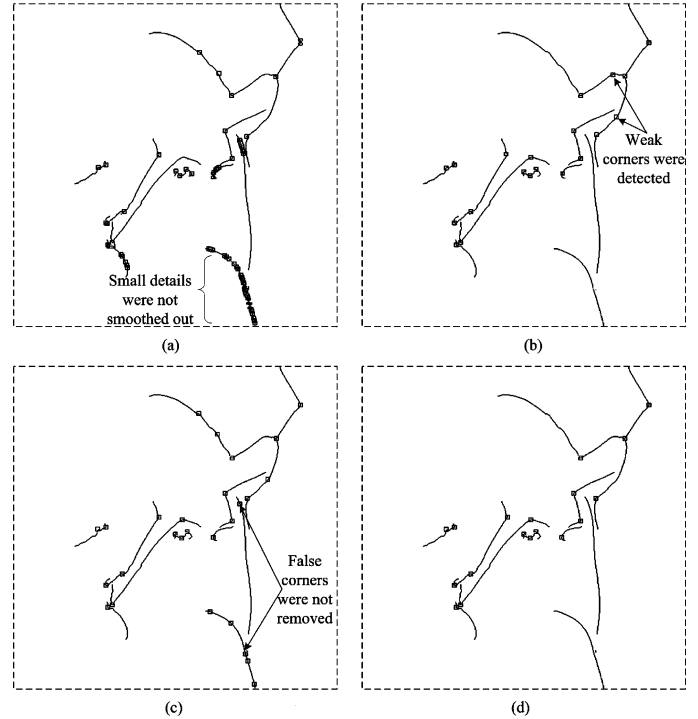 Weak
corners were
detected
Small details
were not
smoothed out
(a)
(b)
False
corners
were not
removed
(c)
(d)